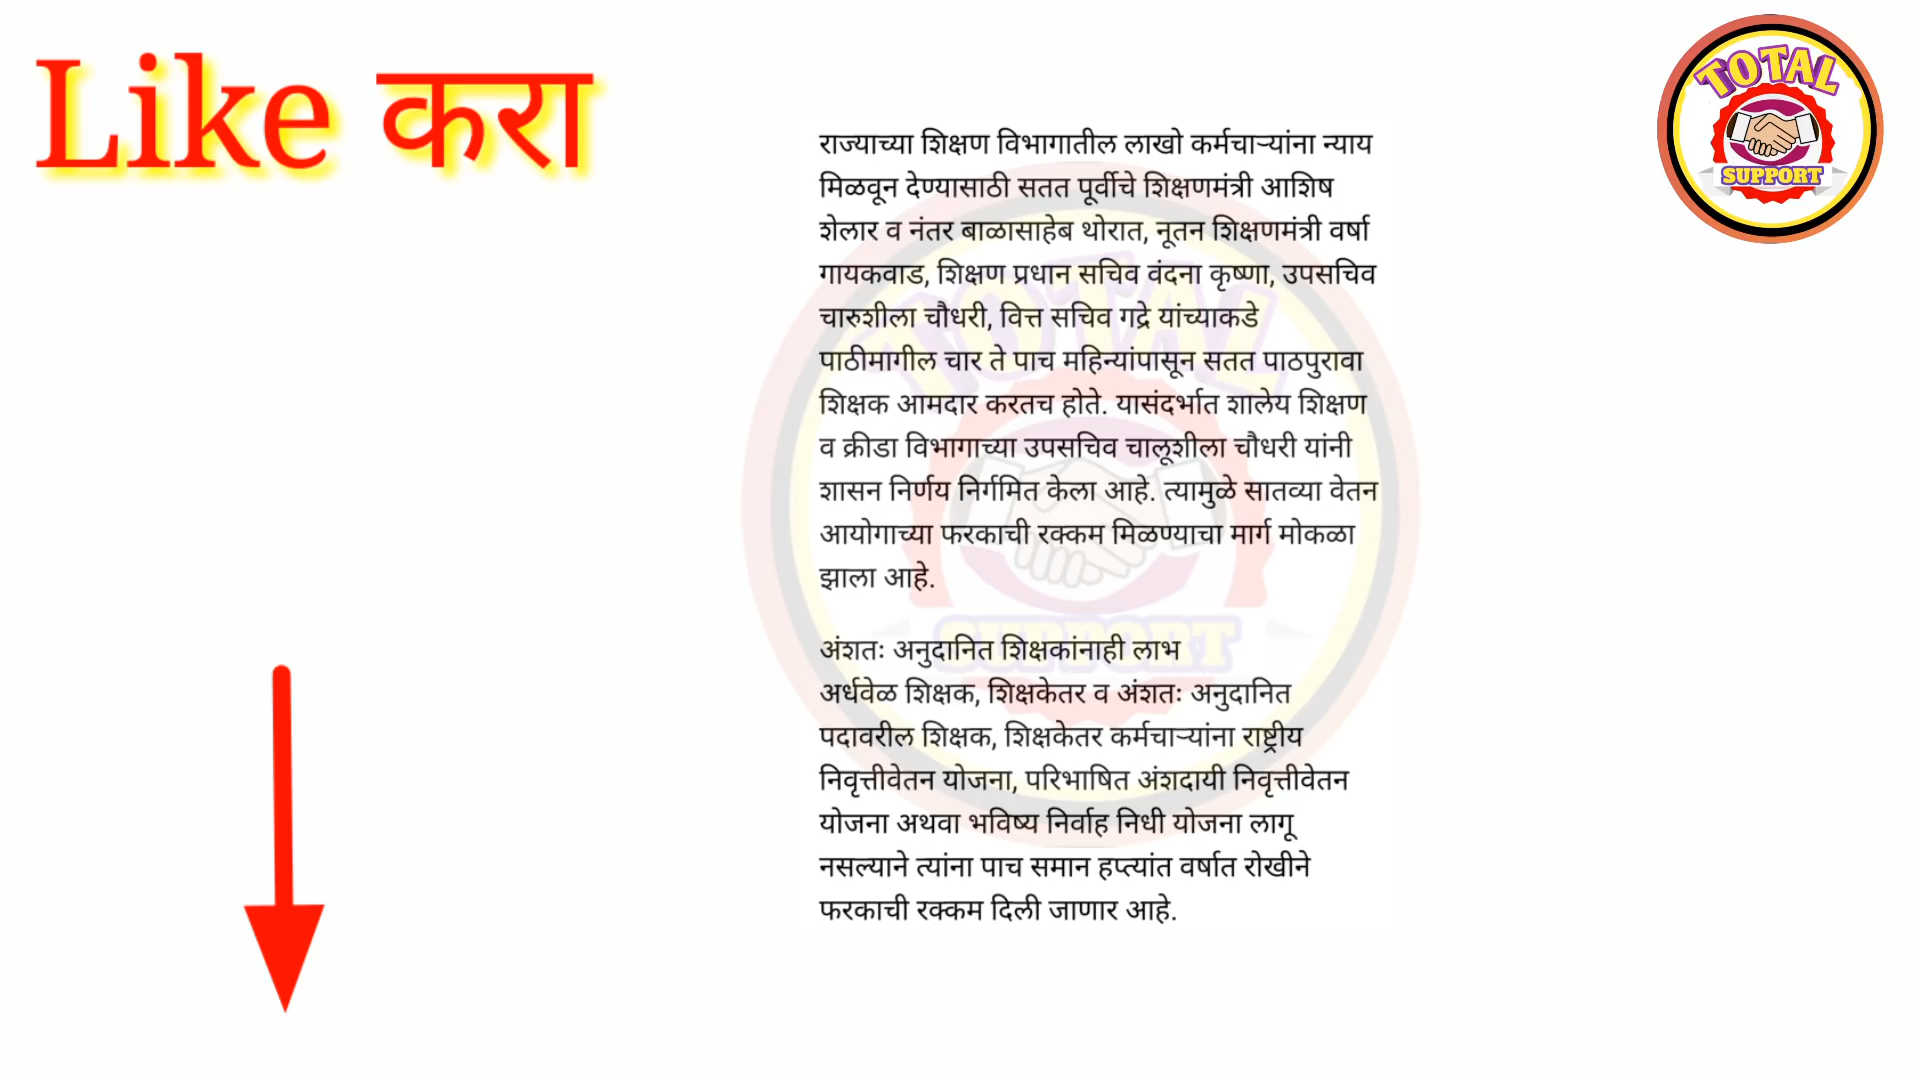 Like करा
TOTAL
SUPPORT
राज्याच्या शिक्षण विभागातील लाखो कर्मचाऱ्यांना न्याय
मिळवून देण्यासाठी सतत पूर्वीचे शिक्षणमंत्री आशिष
शेलार व नंतर बाळासाहेब थोरात, नूतन शिक्षणमंत्री वर्षा
गायकवाड, शिक्षण प्रधान सचिव वंदना कृष्णा, उपसचिव
चारुशीला चौधरी, वित्त सचिव गद्रे यांच्याकडे
पाठीमागील चार ते पाच महिन्यांपासून सतत पाठपुरावा
शिक्षक आमदार करतच होते. यासंदर्भात शालेय शिक्षण
व क्रीडा विभागाच्या उपसचिव चालूशीला चौधरी यांनी
शासन निर्णय निर्गमित केला आहे. त्यामुळे सातव्या वेतन
आयोगाच्या फरकाची रक्कम मिळण्याचा मार्ग मोकळा
झाला आहे.
अंशतः अनुदानित शिक्षकांनाही लाभ
अर्धवेळ शिक्षक, शिक्षकेतर व अंशतः अनुदानित
पदावरील शिक्षक, शिक्षकेतर कर्मचाऱ्यांना राष्ट्रीय
निवृत्तीवेतन योजना, परिभाषित अंशदायी निवृत्तीवेतन
योजना अथवा भविष्य निर्वाह निधी योजना लागू
नसल्याने त्यांना पाच समान हप्त्यांत वर्षात रोखीने
फरकाची रक्कम दिली जाणार आहे.
TOTAL
SUPPORT